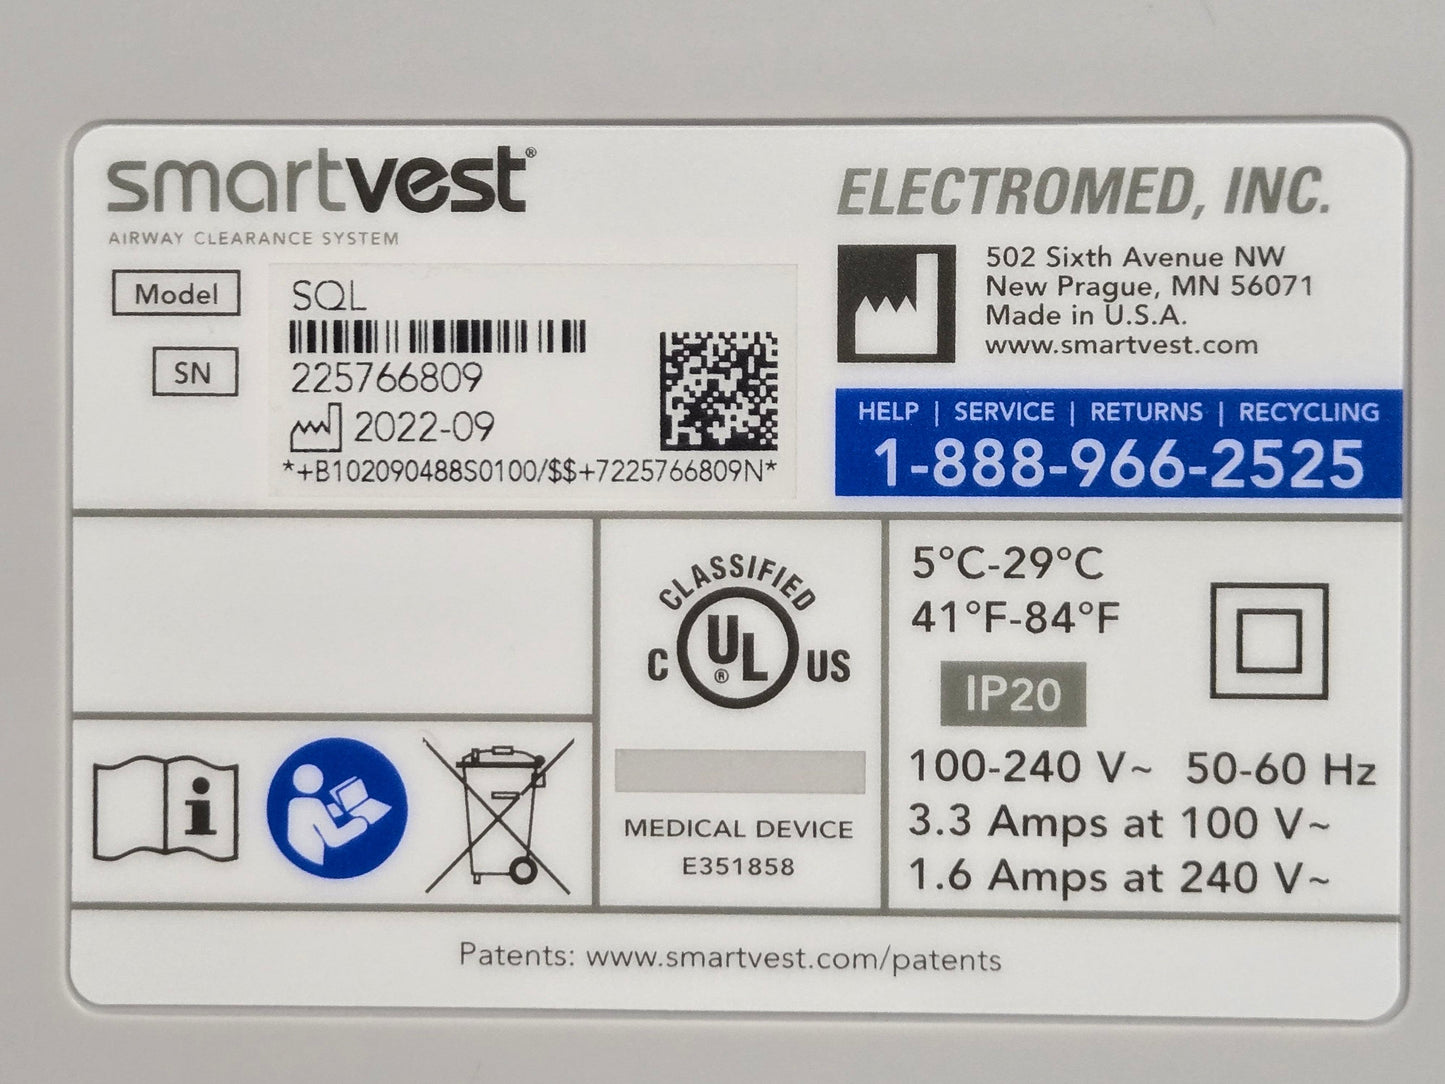 smartvest®
AIRWAY CLEARANCE SYSTEM
Model
SQL
SN
225766809
2022-09
*+B102090488S0100/$$+7225766809N*
ELECTROMED, INC.
502 Sixth Avenue NW
New Prague, MN 56071
Made in U.S.A.
www.smartvest.com
HELP | SERVICE | RETURNS | RECYCLING
1-888-966-2525
CLASSIFIED
C UL® US
MEDICAL DEVICE
E351858
5°C-29°C
41°F-84°F
IP20
100-240 V~ 50-60 Hz
3.3 Amps at 100 V~
1.6 Amps at 240 V~
i
Patents: www.smartvest.com/patents